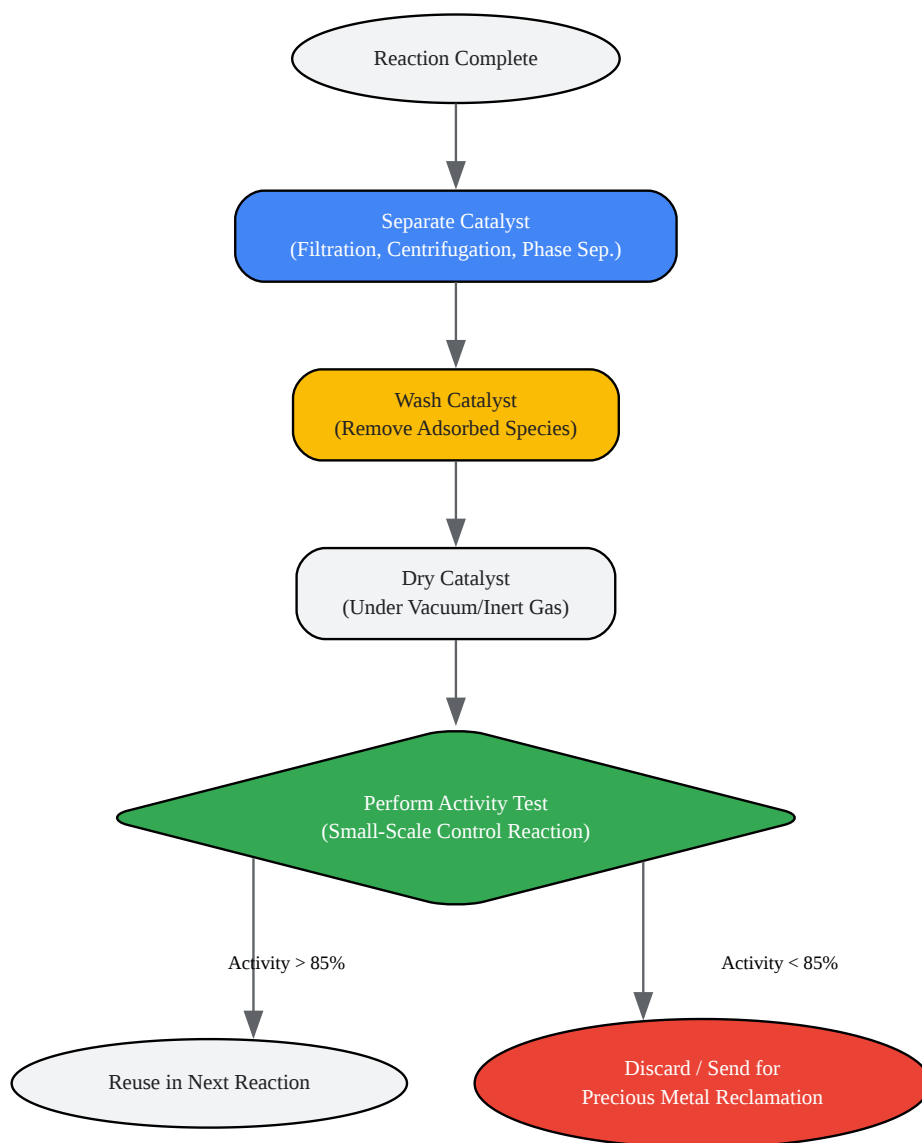 Reaction Complete
Separate Catalyst
(Filtration, Centrifugation, Phase Sep.)
Wash Catalyst
(Remove Adsorbed Species)
Dry Catalyst
(Under Vacuum/Inert Gas)
Perform Activity Test
(Small-Scale Control Reaction)
Activity > 85%
Activity < 85%
Reuse in Next Reaction
Discard / Send for
Precious Metal Reclamation